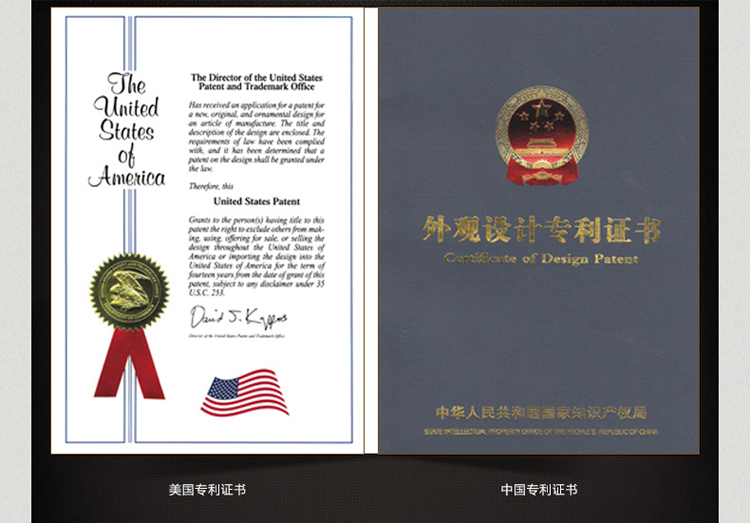 The
United
States
of
America
The Director of the United States
Patent and Trademark Office
Has received an application for a patent for
a new, original, and ornamental design for
an article of manufacture. The title and
description of the design are enclosed. The
requirements of law have been complied
with, and it has been determined that a
patent on the design shall be granted under
the law.
Therefore, this
United States Patent
Grants to the person(s) having title to this
patent the right to exclude others from mak-
ing, using, offering for sale, or selling the
design throughout the United States of
America or importing the design into the
United States of America for the term of
fourteen years from the date of grant of this
patent, subject to any disclaimer under 35
U.S.C. 253.
David J. Kappos
Director of the United States Patent and Trademark Office
外观设计专利证书
Certificate of Design Patent
中华人民共和国国家知识产权局
STATE INTELLECTUAL PROPERTY OFFICE OF THE PEOPLE'S REPUBLIC OF CHINA
美国专利证书
中国专利证书